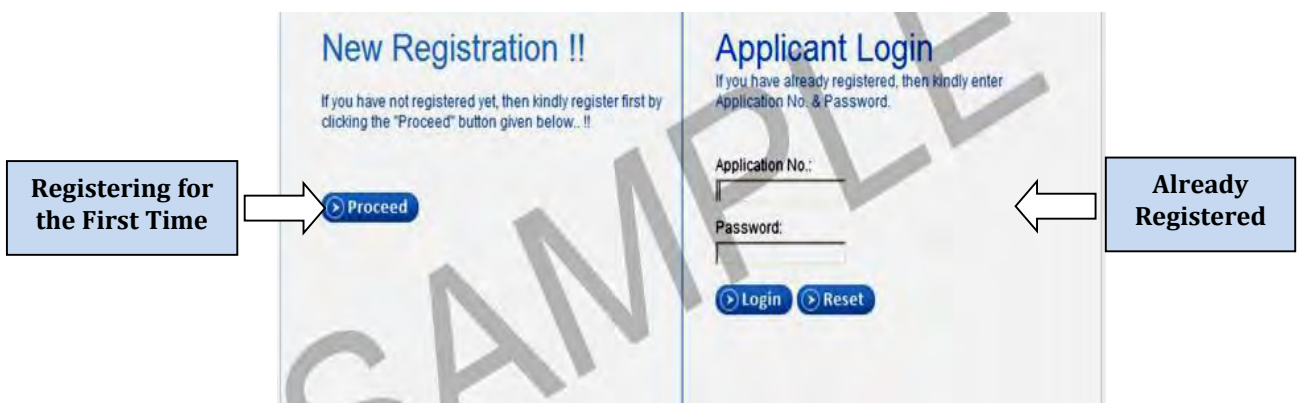 New Registration !!
If you have not registered yet, then kindly register first by
clicking the "Proceed" button given below.. !!
Registering for
the First Time
Proceed
Applicant Login
If you have already registered, then kindly enter
Application No. & Password.
Application No.:
Password:
Login Reset
Already
Registered
SAMPLE